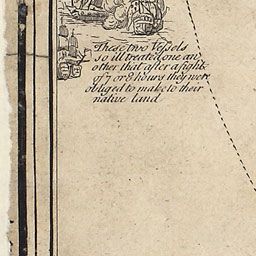 These two Vessels
so ill treated one an
other that after a fight
of 7 or 8 hours they were
obliged to make to their
native land